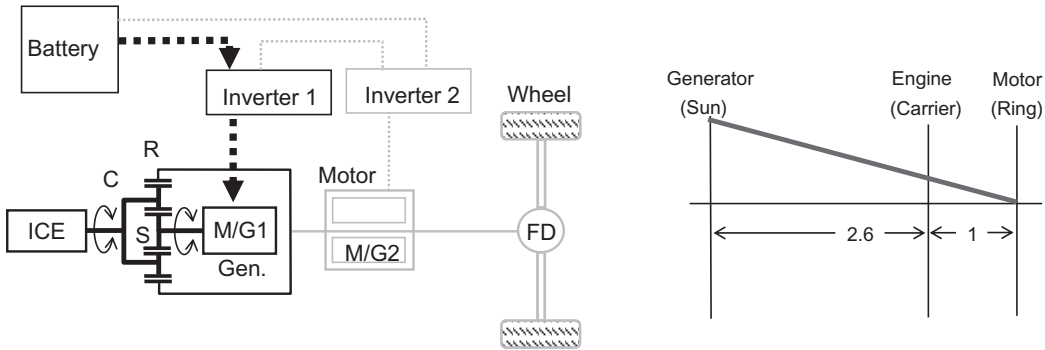 Battery
Inverter 1
Inverter 2
Wheel
R
C
Motor
ICE
S
M/G1
Gen.
M/G2
FD
Generator
(Sun)
Engine
(Carrier)
Motor
(Ring)
2.6
1